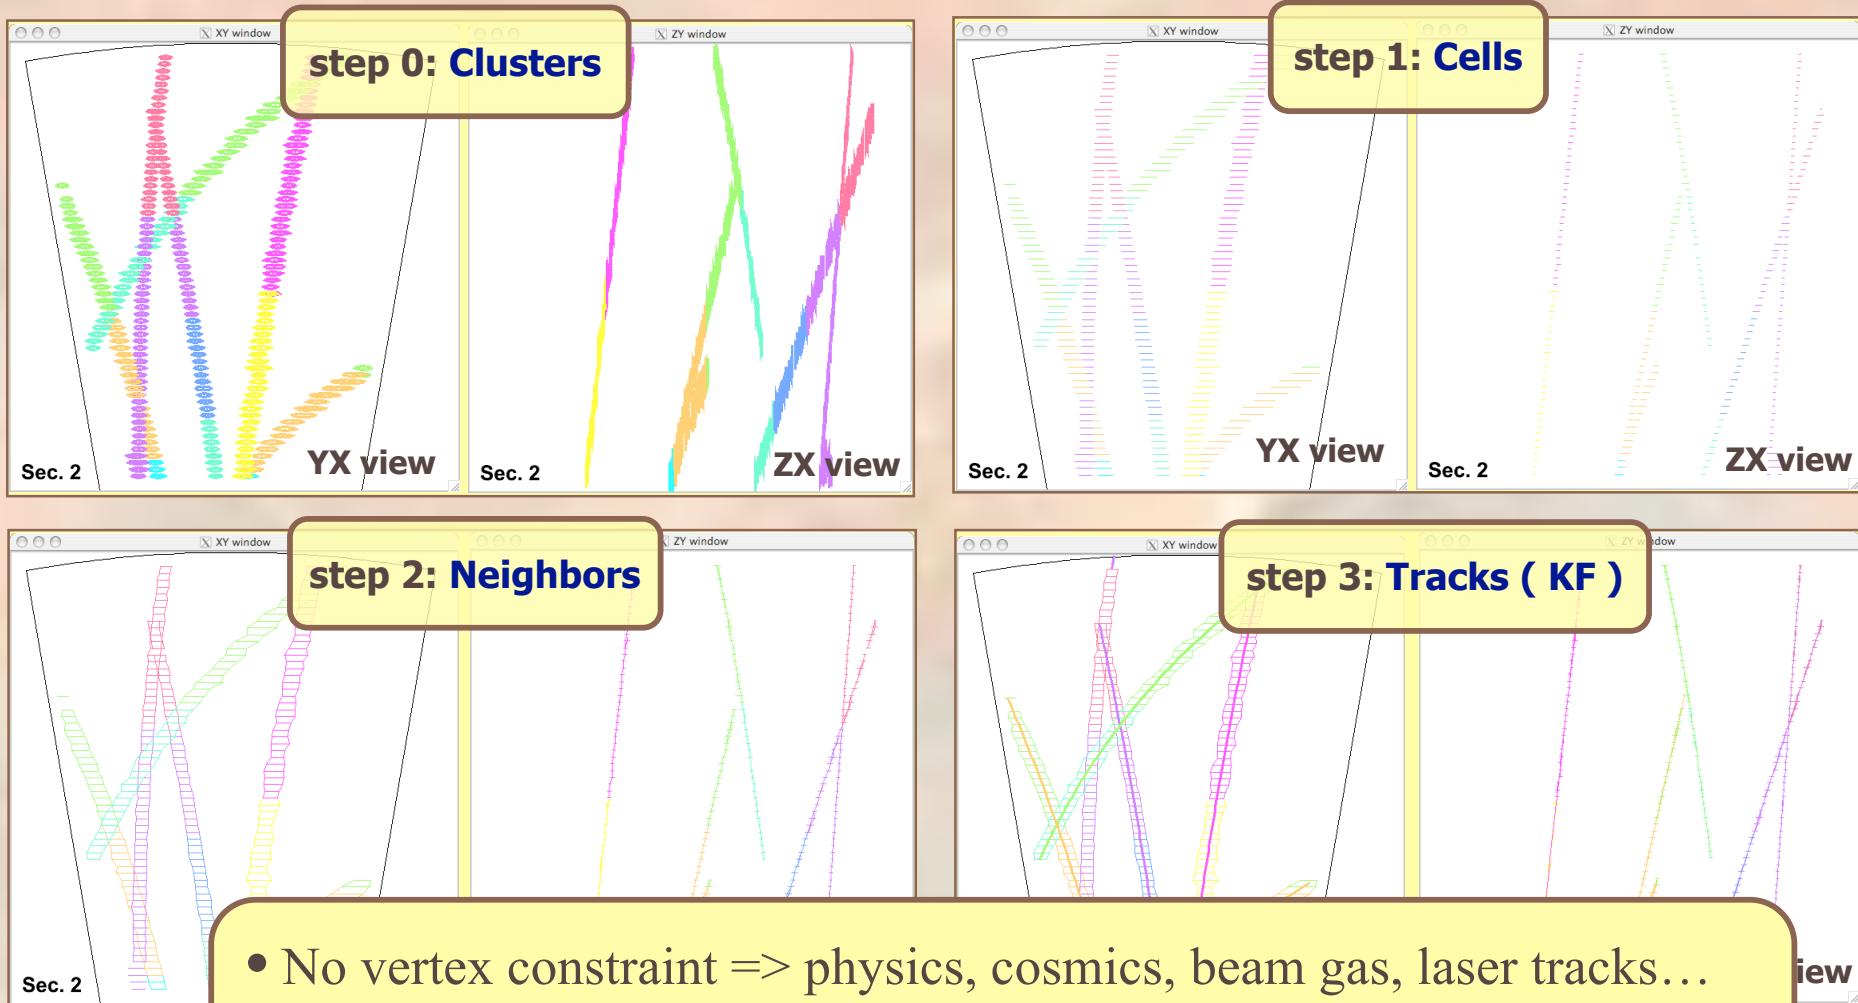 XY window
ZY window
step 0: Clusters
Sec. 2
YX view
Sec. 2
ZX view
XY window
ZY window
step 1: Cells
Sec. 2
YX view
Sec. 2
ZX view
XY window
ZY window
step 2: Neighbors
Sec. 2
XY window
ZY window
step 3: Tracks ( KF )
iew
• No vertex constraint => physics, cosmics, beam gas, laser tracks…